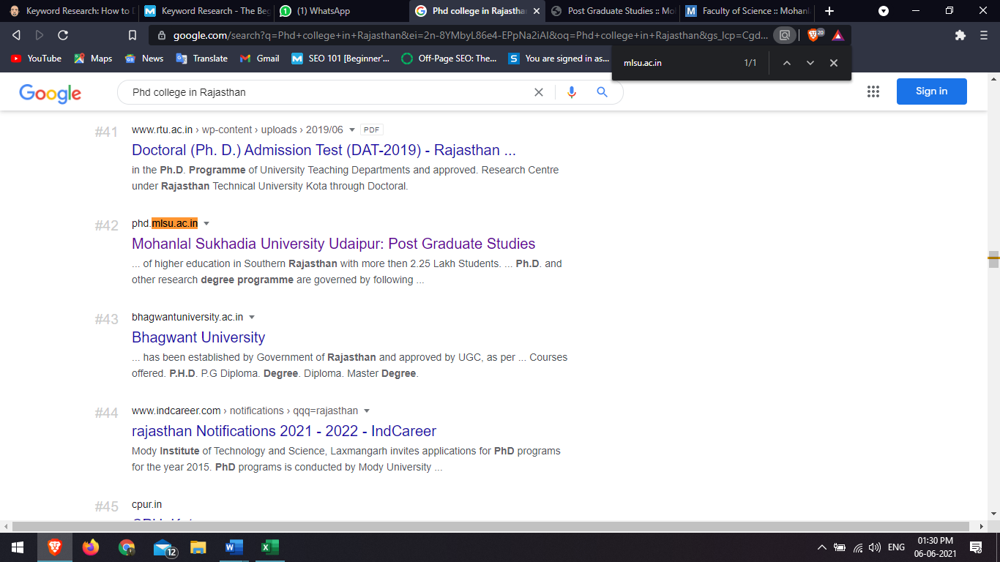 Keyword Research: How to D
Keyword Research - The Beg
(1) WhatsApp
Phd college in Rajasthan
Post Graduate Studies :: Mo
Faculty of Science :: Mohanl
google.com/search?q=Phd+college+in+Rajasthan&ei=2n-8YMbyL86e4-EPpNa2iAI&oq=Phd+college+in+Rajasthan&gs_lcp=Cgd...
20
YouTube
Maps
News
Translate
Gmail
SEO 101 [Beginner'...
Off-Page SEO: The...
You are signed in as...
mlsu.ac.in
1/1
Google
Phd college in Rajasthan
Sign in
#41
www.rtu.ac.in › wp-content › uploads › 2019/06
PDF
Doctoral (Ph. D.) Admission Test (DAT-2019) - Rajasthan ...
in the Ph.D. Programme of University Teaching Departments and approved. Research Centre
under Rajasthan Technical University Kota through Doctoral.
#42
phd.mlsu.ac.in
Mohanlal Sukhadia University Udaipur: Post Graduate Studies
... of higher education in Southern Rajasthan with more then 2.25 Lakh Students. ... Ph.D. and
other research degree programme are governed by following ...
#43
bhagwantuniversity.ac.in
Bhagwant University
... has been established by Government of Rajasthan and approved by UGC, as per ... Courses
offered. P.H.D. P.G Diploma. Degree. Diploma. Master Degree.
#44
www.indcareer.com › notifications › qqq=rajasthan
rajasthan Notifications 2021 - 2022 - IndCareer
Mody Institute of Technology and Science, Laxmangarh invites applications for PhD programs
for the year 2015. PhD programs is conducted by Mody University ...
#45
cpur.in
12
ENG
01:30 PM
06-06-2021